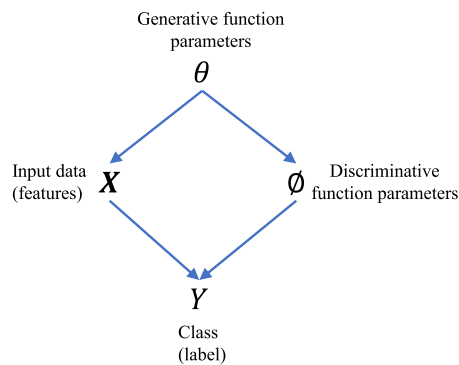 Generative function
parameters
θ
Input data
(features)
X
∅
Discriminative
function parameters
Y
Class
(label)